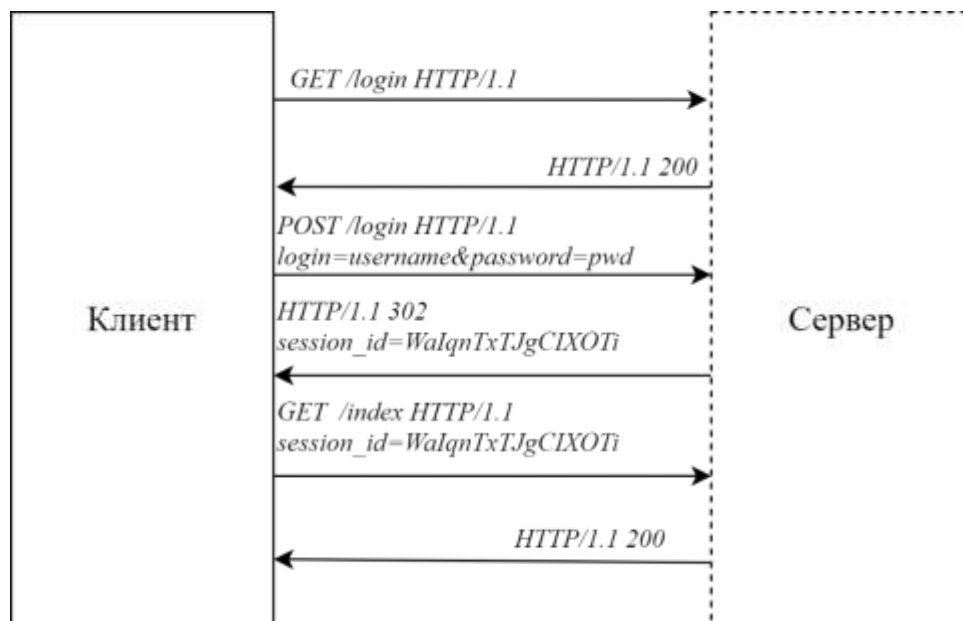 GET /login HTTP/1.1
HTTP/1.1 200
POST /login HTTP/1.1
login=username&password=pwd
Клиент
Сервер
HTTP/1.1 302
session_id=WaIqnTxTJgCIXOTi
GET /index HTTP/1.1
session_id=WaIqnTxTJgCIXOTi
HTTP/1.1 200